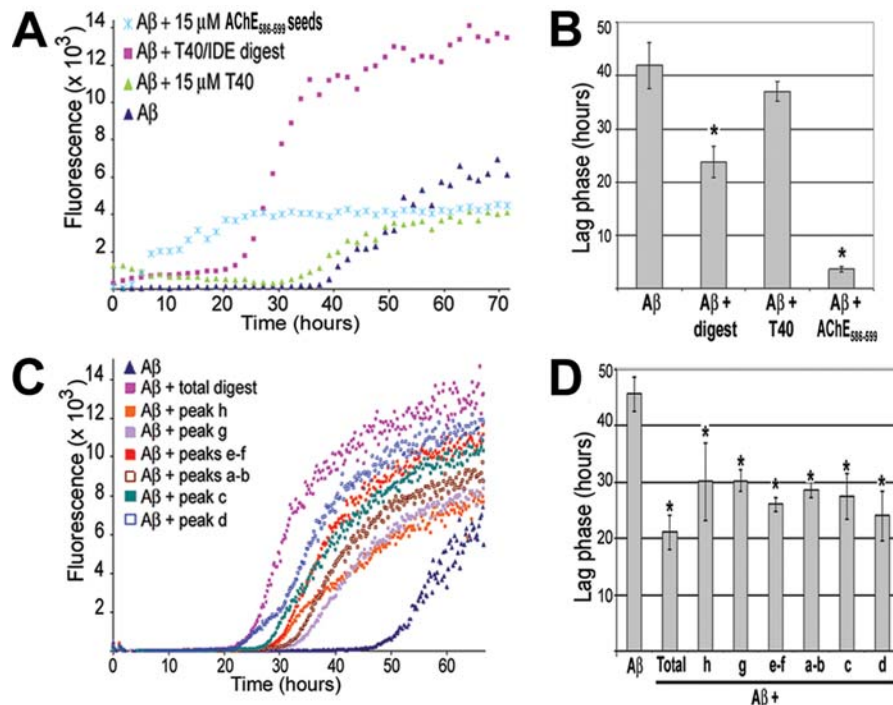 A
Fluorescence (x 10³)
14
12
10
8
6
4
2
Aβ + 15 μM AChE₅₈₆₋₅₉₉ seeds
Aβ + T40/IDE digest
Aβ + 15 μM T40
Aβ
0 10 20 30 40 50 60 70
Time (hours)
B
Lag phase (hours)
50
40
30
20
10
*
*
Aβ Aβ + Aβ + Aβ +
digest T40 AChE₅₈₆₋₅₉₉
C
Fluorescence (x 10³)
14
12
10
8
6
4
2
Aβ
Aβ + total digest
Aβ + peak h
Aβ + peak g
Aβ + peaks e-f
Aβ + peaks a-b
Aβ + peak c
Aβ + peak d
0 10 20 30 40 50 60
Time (hours)
D
Lag phase (hours)
50
40
30
20
10
* * * * * * *
Aβ Total h g e-f a-b c d
Aβ +